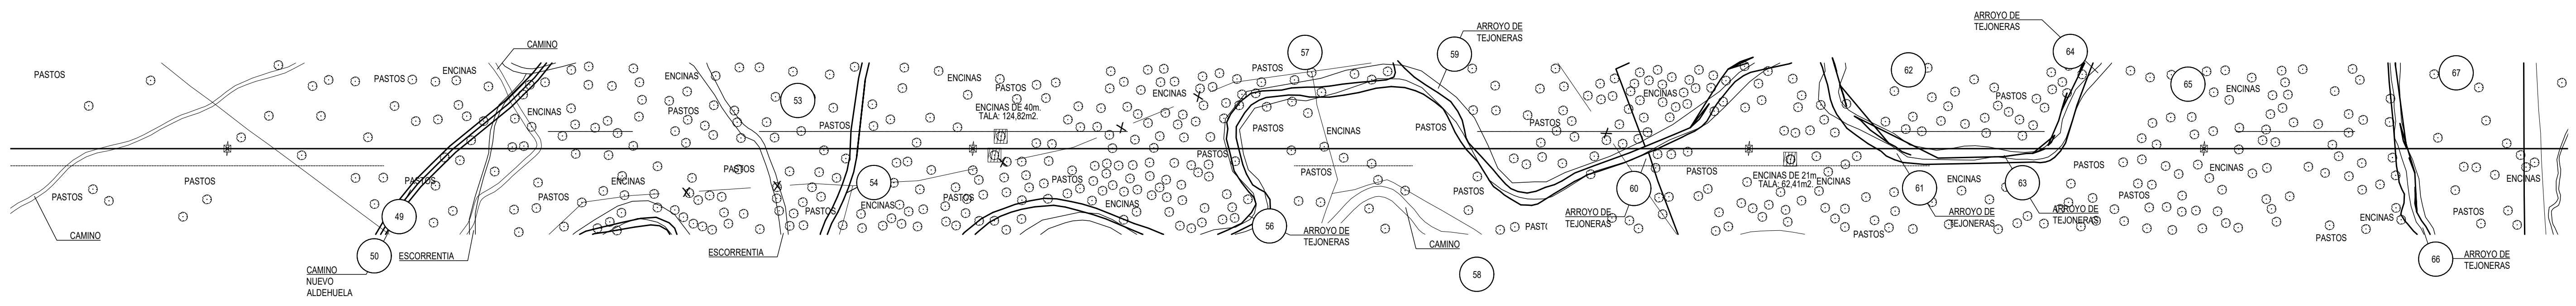 ARROYO DE
TEJONERAS
ARROYO DE
TEJONERAS
CAMINO
57
59
64
PASTOS
PASTOS
ENCINAS
ENCINAS
ENCINAS
PASTOS
PASTOS
62
65
67
53
ENCINAS
PASTOS
ENCINAS DE 40m.
TALA: 124,82m2.
ENCINAS
ENCINAS
PASTOS
ENCINAS
PASTOS
PASTOS
PASTOS
ENCINAS
PASTOS
PASTOS
PASTOS
PASTOS
PASTOS
PASTOS
ENCINAS
PASTOS
54
PASTOS
PASTOS
PASTOS
ENCINAS DE 21m.
TALA: 62,41m2.
ENCINAS
ENCINAS
PASTOS
ENCINAS
ENCINAS
PASTOS
PASTOS
PASTOS
PASTOS
PASTOS
ENCINAS
ENCINAS
60
61
63
PASTOS
ENCINAS
PASTOS
49
56
ARROYO DE
TEJONERAS
ARROYO DE
TEJONERAS
ARROYO DE
TEJONERAS
ARROYO DE
TEJONERAS
PASTOS
PASTOS
CAMINO
50
ESCORRENTIA
ESCORRENTIA
CAMINO
58
66
ARROYO DE
TEJONERAS
CAMINO
NUEVO
ALDEHUELA